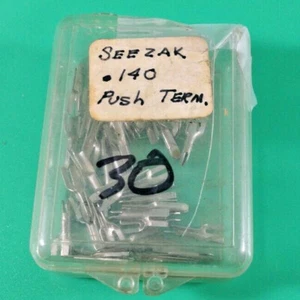 SEEZAK
.140
PUSH TERM.
30